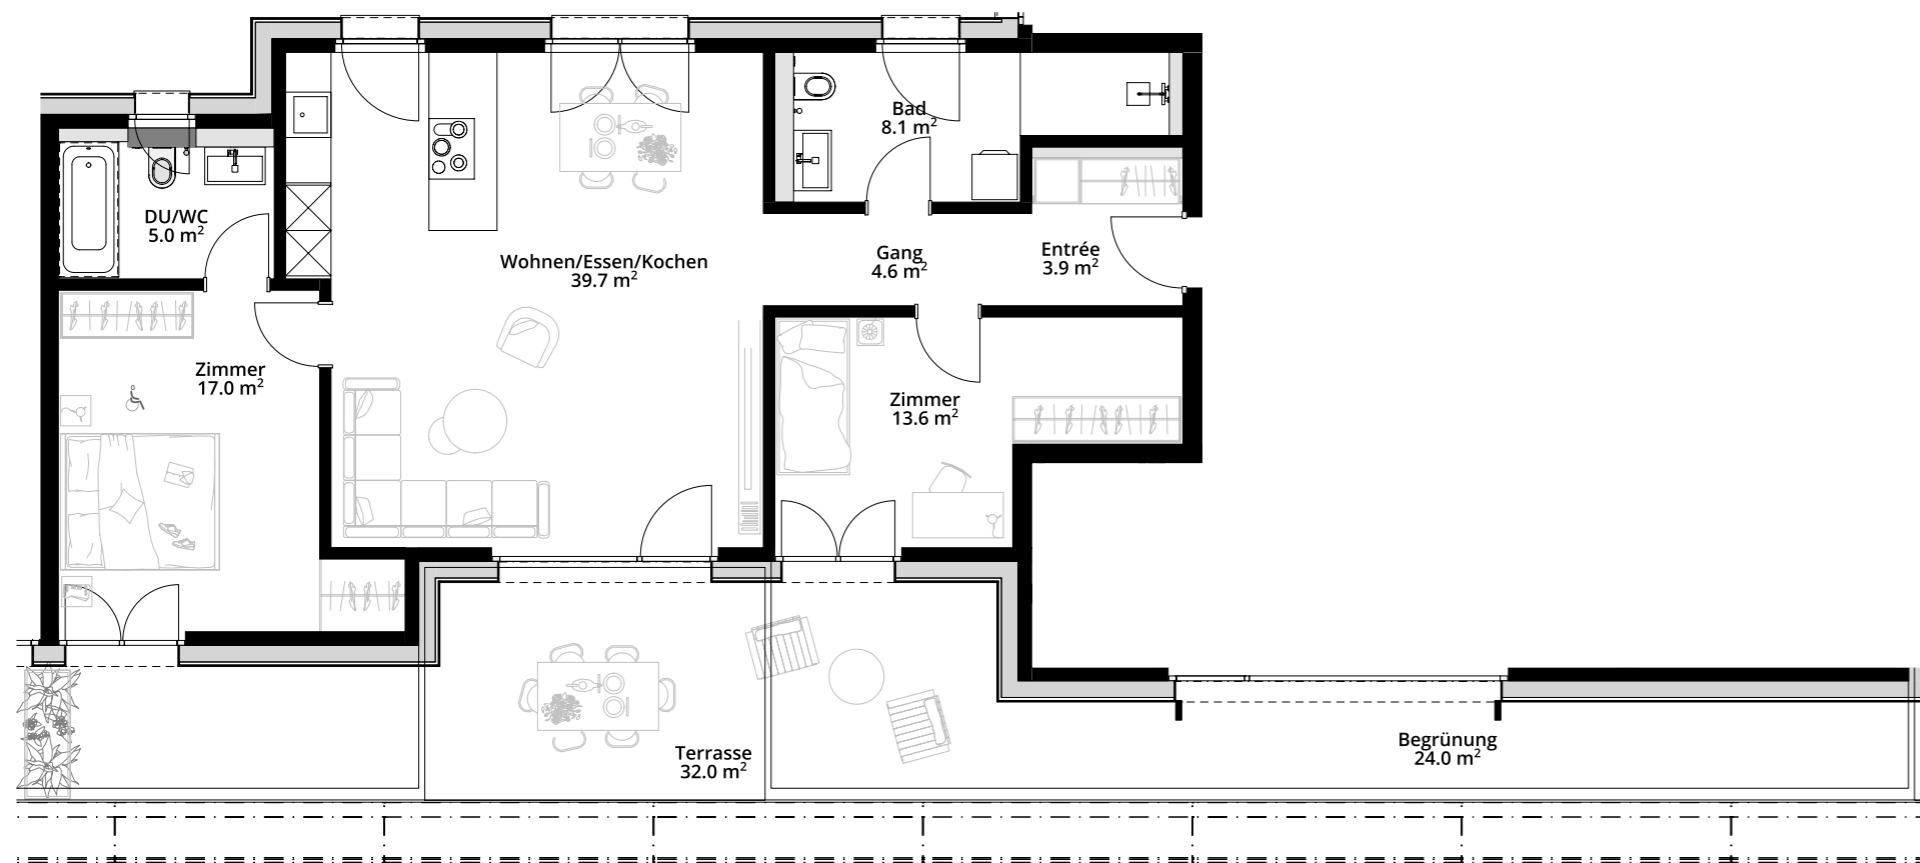 Bad
8.1 m²
DU/WC
5.0 m²
Wohnen/Essen/Kochen
39.7 m²
Gang
4.6 m²
Entrée
3.9 m²
Zimmer
17.0 m²
Zimmer
13.6 m²
Terrasse
32.0 m²
Begrünung
24.0 m²